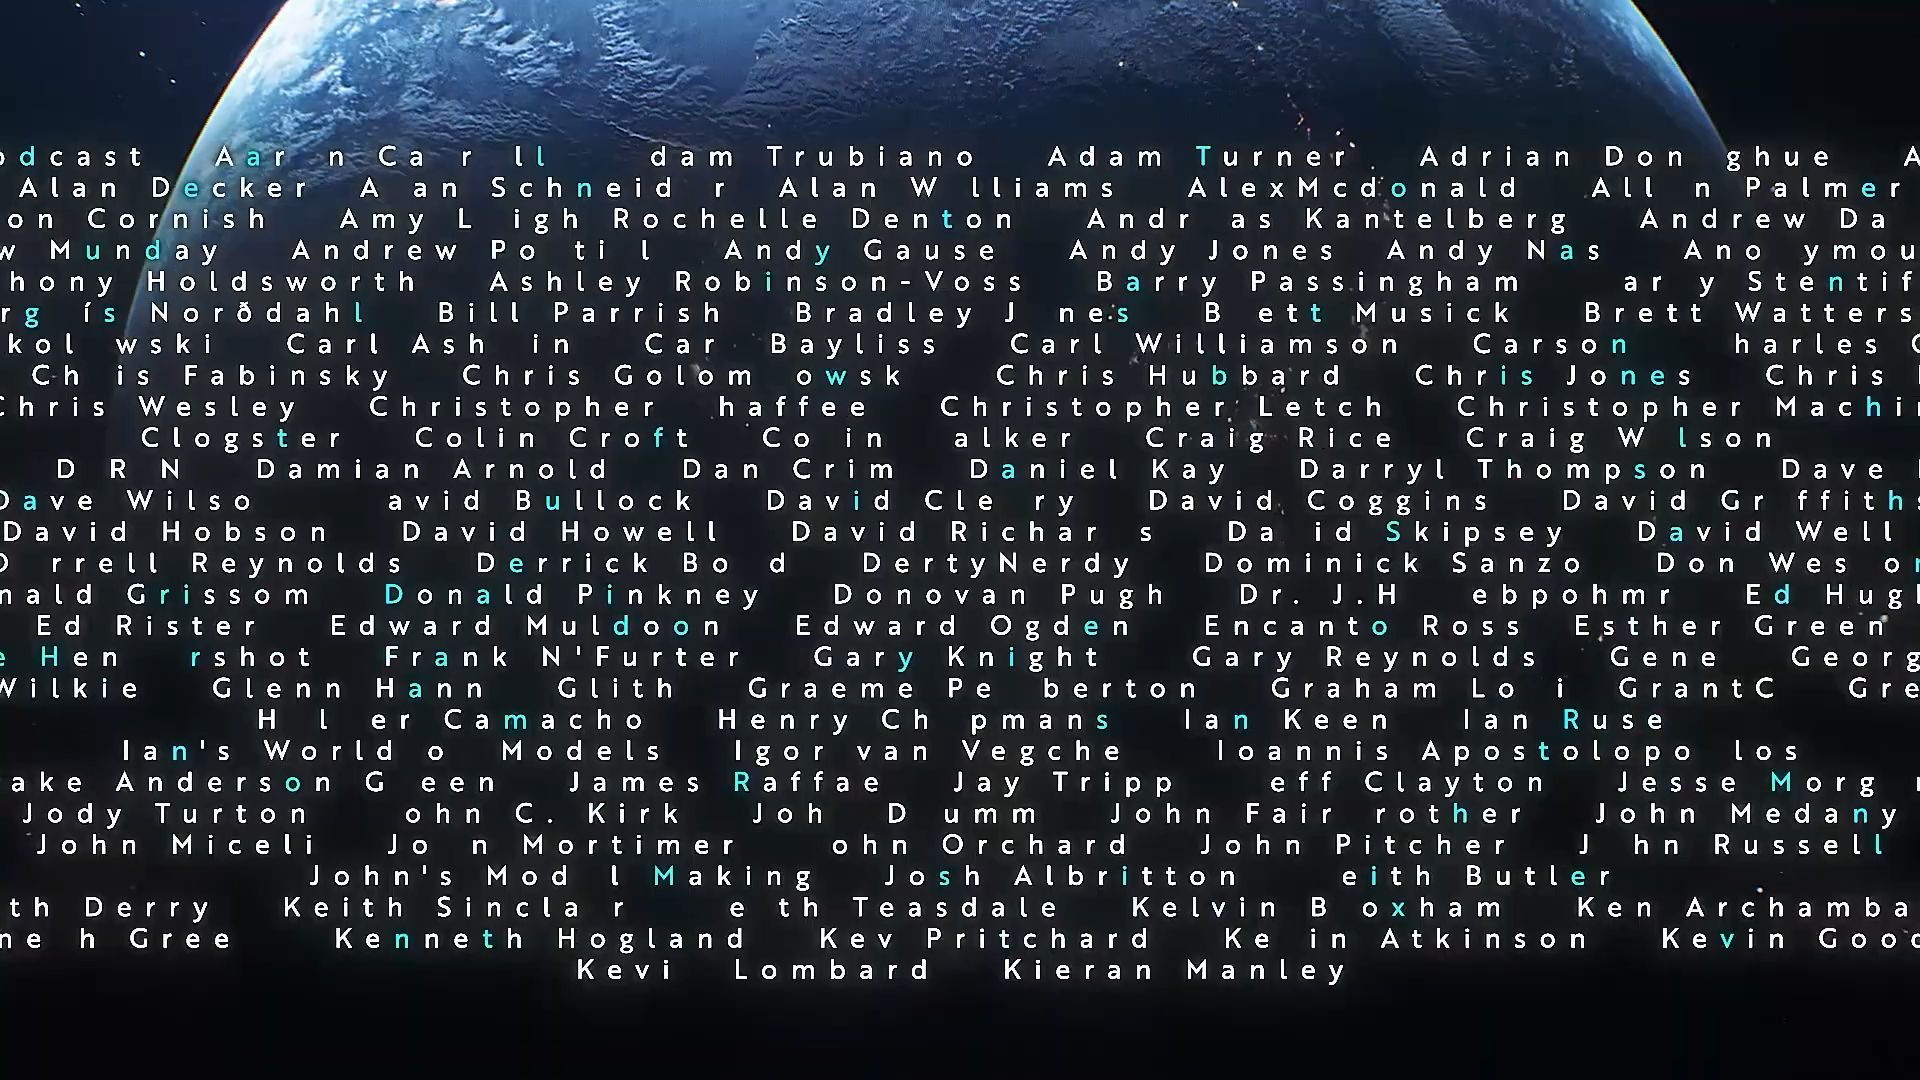 odcast Aar n Ca r ll dam Trubiano Adam Turner Adrian Don ghue A
Alan Decker A an Schneid r Alan W lliams AlexMcdonald All n Palmer
on Cornish Amy L igh Rochelle Denton Andr as Kantelberg Andrew Da
w Munday Andrew Po ti l Andy Gause Andy Jones Andy Nas Ano ymou
hony Holdsworth Ashley Robinson-Voss Barry Passingham ar y Stentif
rg ís Norðdahl Bill Parrish Bradley J nes B ett Musick Brett Watters
kol wski Carl Ash in Car Bayliss Carl Williamson Carson harles
Ch is Fabinsky Chris Golom owsk Chris Hubbard Chris Jones Chris
Chris Wesley Christopher haffee Christopher Letch Christopher Machi
Clogster Colin Croft Co in alker Craig Rice Craig W lson
D R N Damian Arnold Dan Crim Daniel Kay Darryl Thompson Dave
Dave Wilso avid Bullock David Cle ry David Coggins David Gr ffiths
David Hobson David Howell David Richar s Da id Skipsey David Well
D rrell Reynolds Derrick Bo d DertyNerdy Dominick Sanzo Don Wes o
nald Grissom Donald Pinkney Donovan Pugh Dr. J.H ebpohmr Ed Hug
Ed Rister Edward Muldoon Edward Ogden Encanto Ross Esther Green
e Hen rshot Frank N'Furter Gary Knight Gary Reynolds Gene Georg
Wilkie Glenn Hann Glith Graeme Pe berton Graham Lo i GrantC Gre
H l er Camacho Henry Ch pmans Ian Keen Ian Ruse
Ian's World o Models Igor van Vegche Ioannis Apostolopo los
ake Anderson G een James Raffae Jay Tripp eff Clayton Jesse Morg
Jody Turton ohn C. Kirk Joh D umm John Fair rother John Medany
John Miceli Jo n Mortimer ohn Orchard John Pitcher J hn Russell
John's Mod l Making Josh Albritton eith Butler
th Derry Keith Sincla r e th Teasdale Kelvin B oxham Ken Archamba
ne h Gree Kenneth Hogland Kev Pritchard Ke in Atkinson Kevin Good
Kevi Lombard Kieran Manley